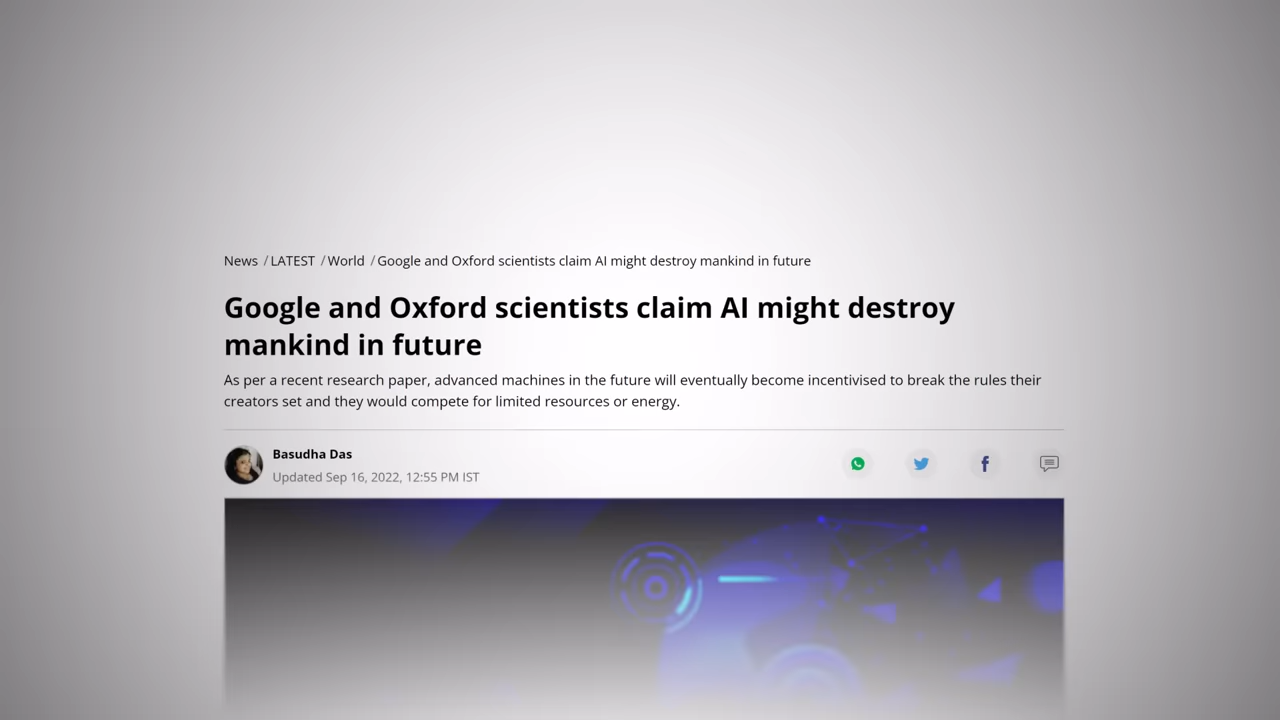 News / LATEST / World / Google and Oxford scientists claim AI might destroy mankind in future
Google and Oxford scientists claim AI might destroy
mankind in future
As per a recent research paper, advanced machines in the future will eventually become incentivised to break the rules their
creators set and they would compete for limited resources or energy.
Basudha Das
Updated Sep 16, 2022, 12:55 PM IST